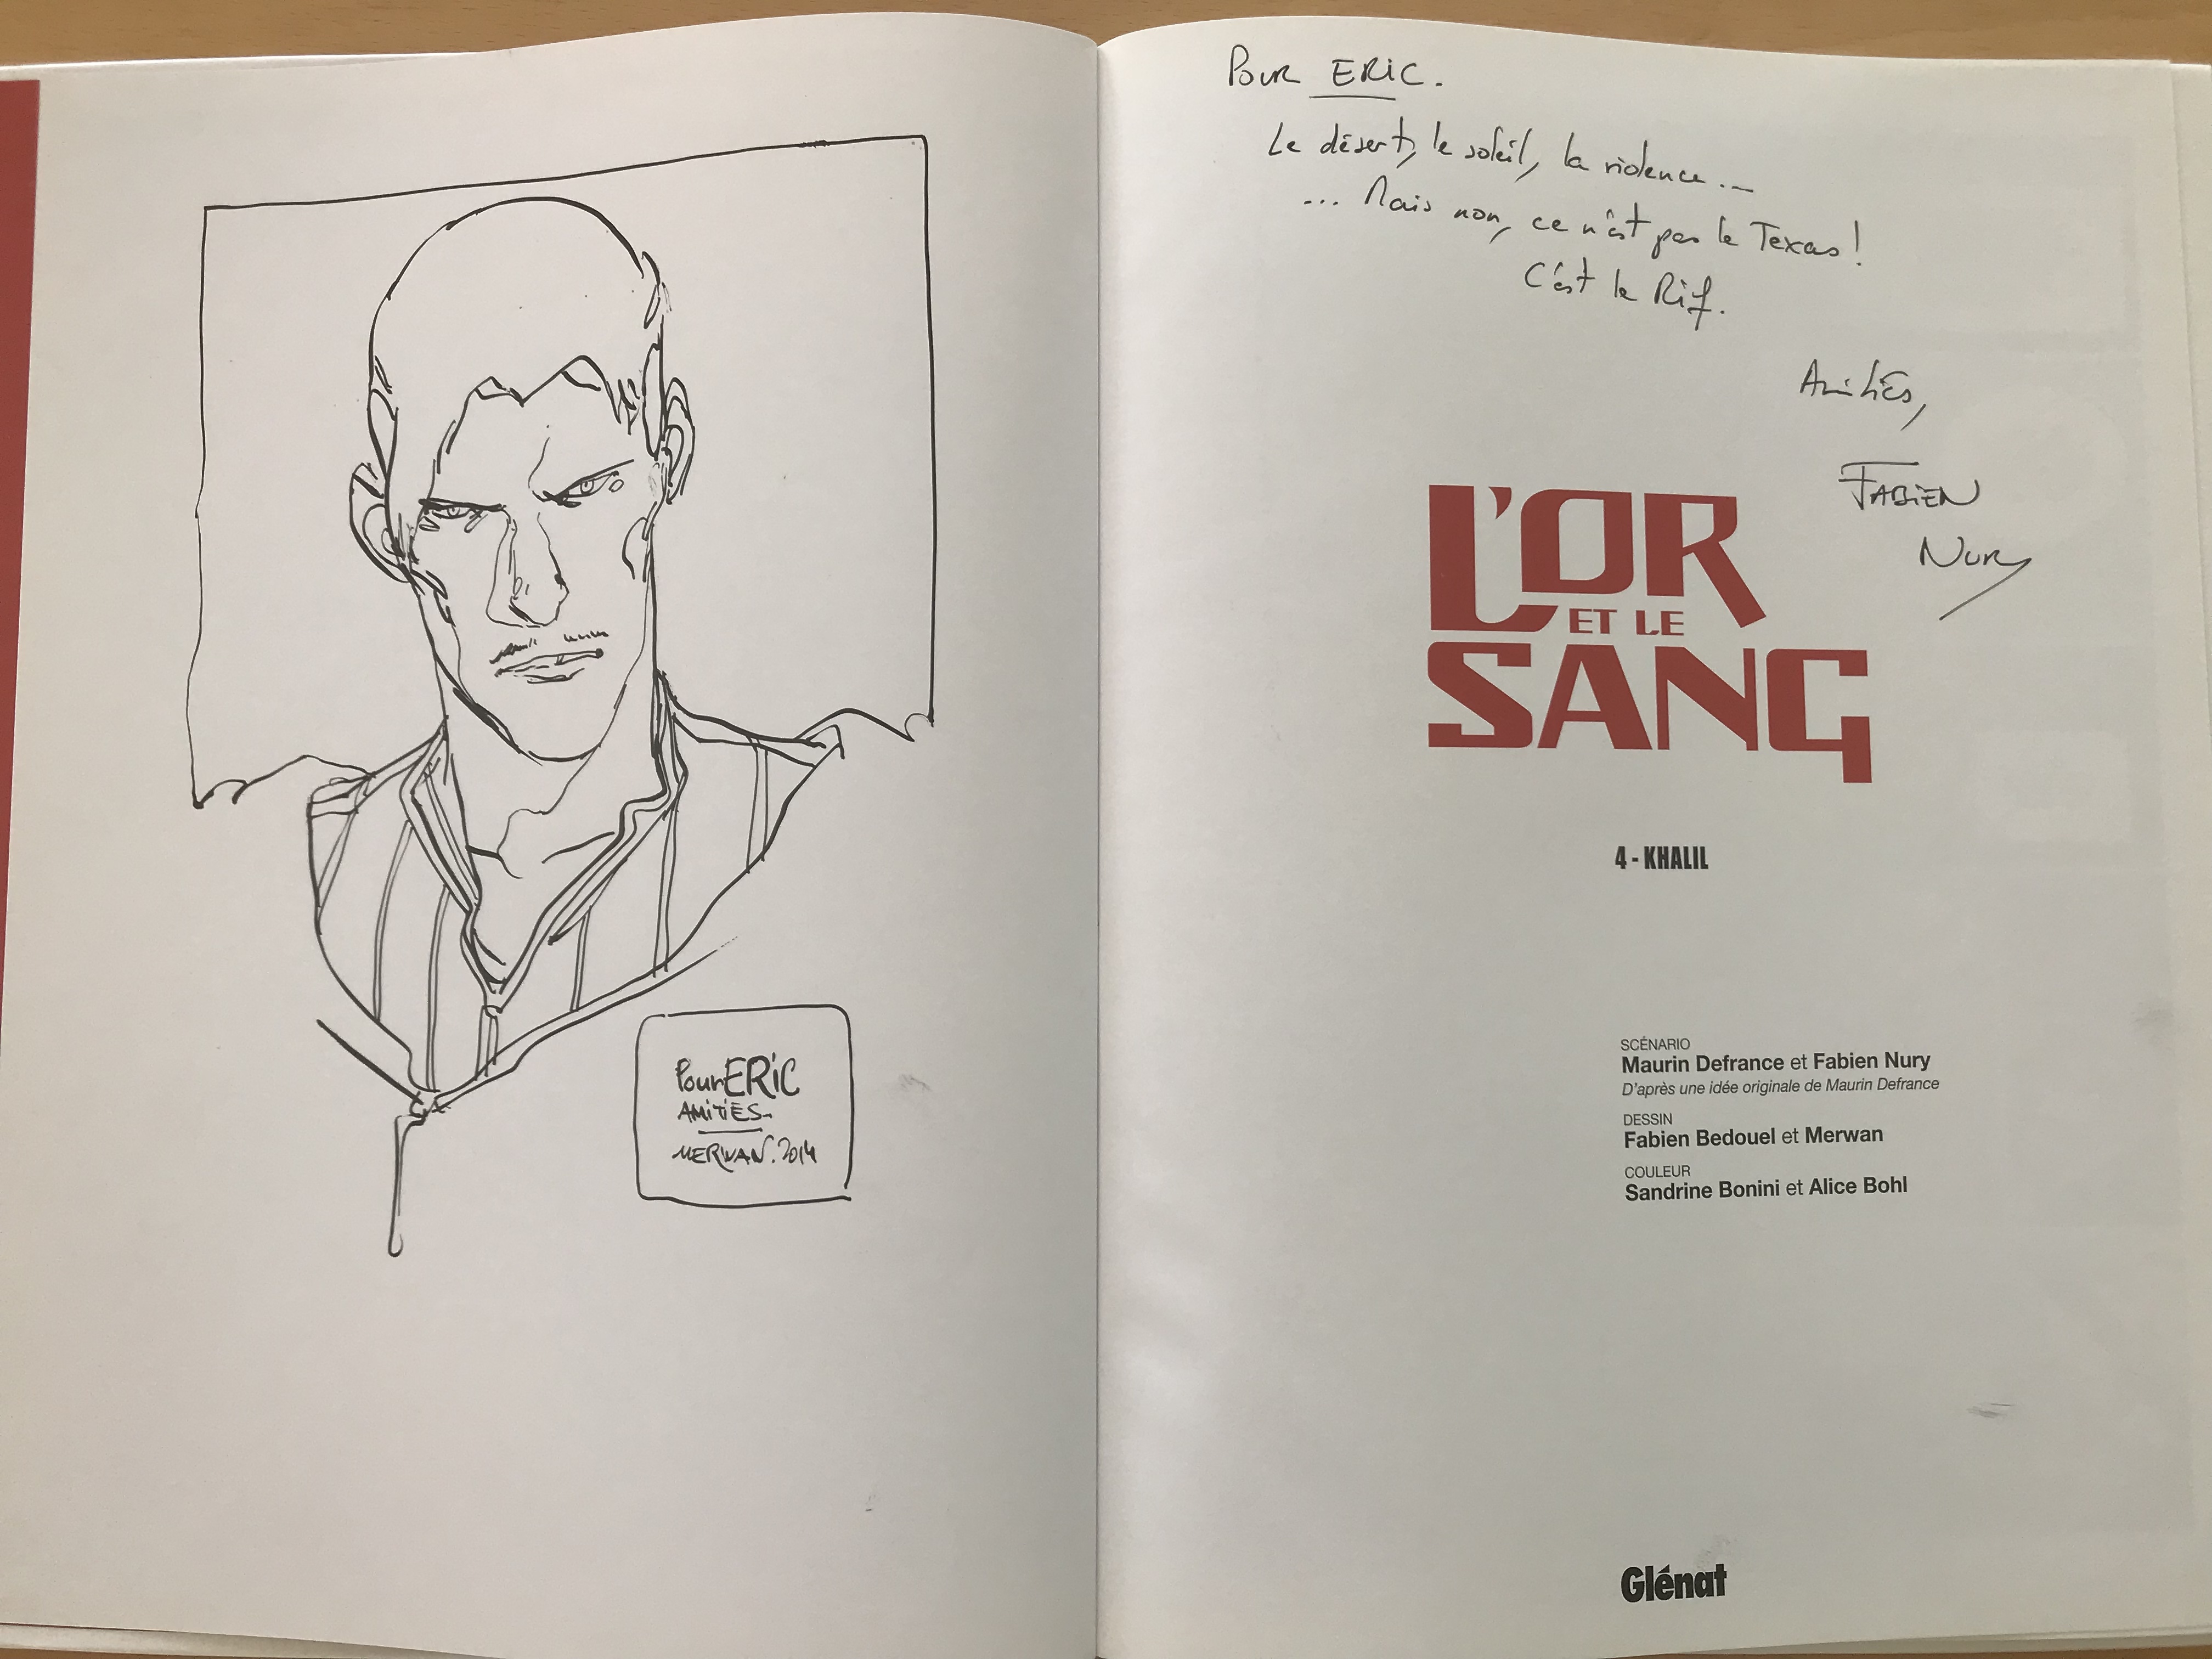 Pour ERiC
AMiTiÉS.
MERWAN. 2014
Pour ERiC.
Le désert, le soleil, la violence...
... Mais non, ce n'est pas le Texas !
C'est le Rif.
Amitiés,
FABiEN
NURY
L'OR
ET LE
SANG
4 - KHALIL
SCÉNARIO
Maurin Defrance et Fabien Nury
D'après une idée originale de Maurin Defrance
DESSIN
Fabien Bedouel et Merwan
COULEUR
Sandrine Bonini et Alice Bohl
Glénat